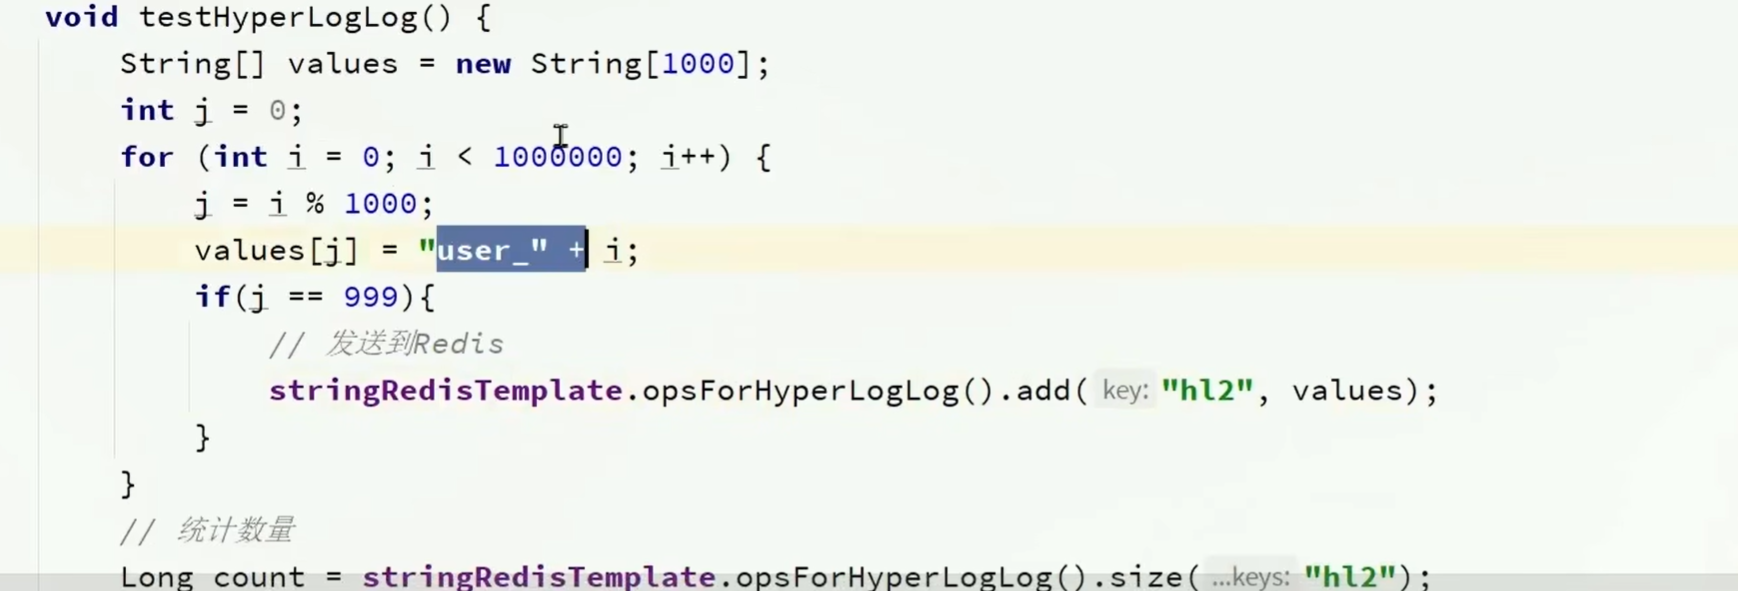 void testHyperLogLog() {
String[] values = new String[1000];
int j = 0;
for (int i = 0; i < 1000000; i++) {
j = i % 1000;
values[j] = "user_" + i;
if(j == 999){
// 发送到Redis
stringRedisTemplate.opsForHyperLogLog().add( key: "hl2", values);
}
}
// 统计数量
Long count = stringRedisTemplate.opsForHyperLogLog().size( ...keys: "hl2");